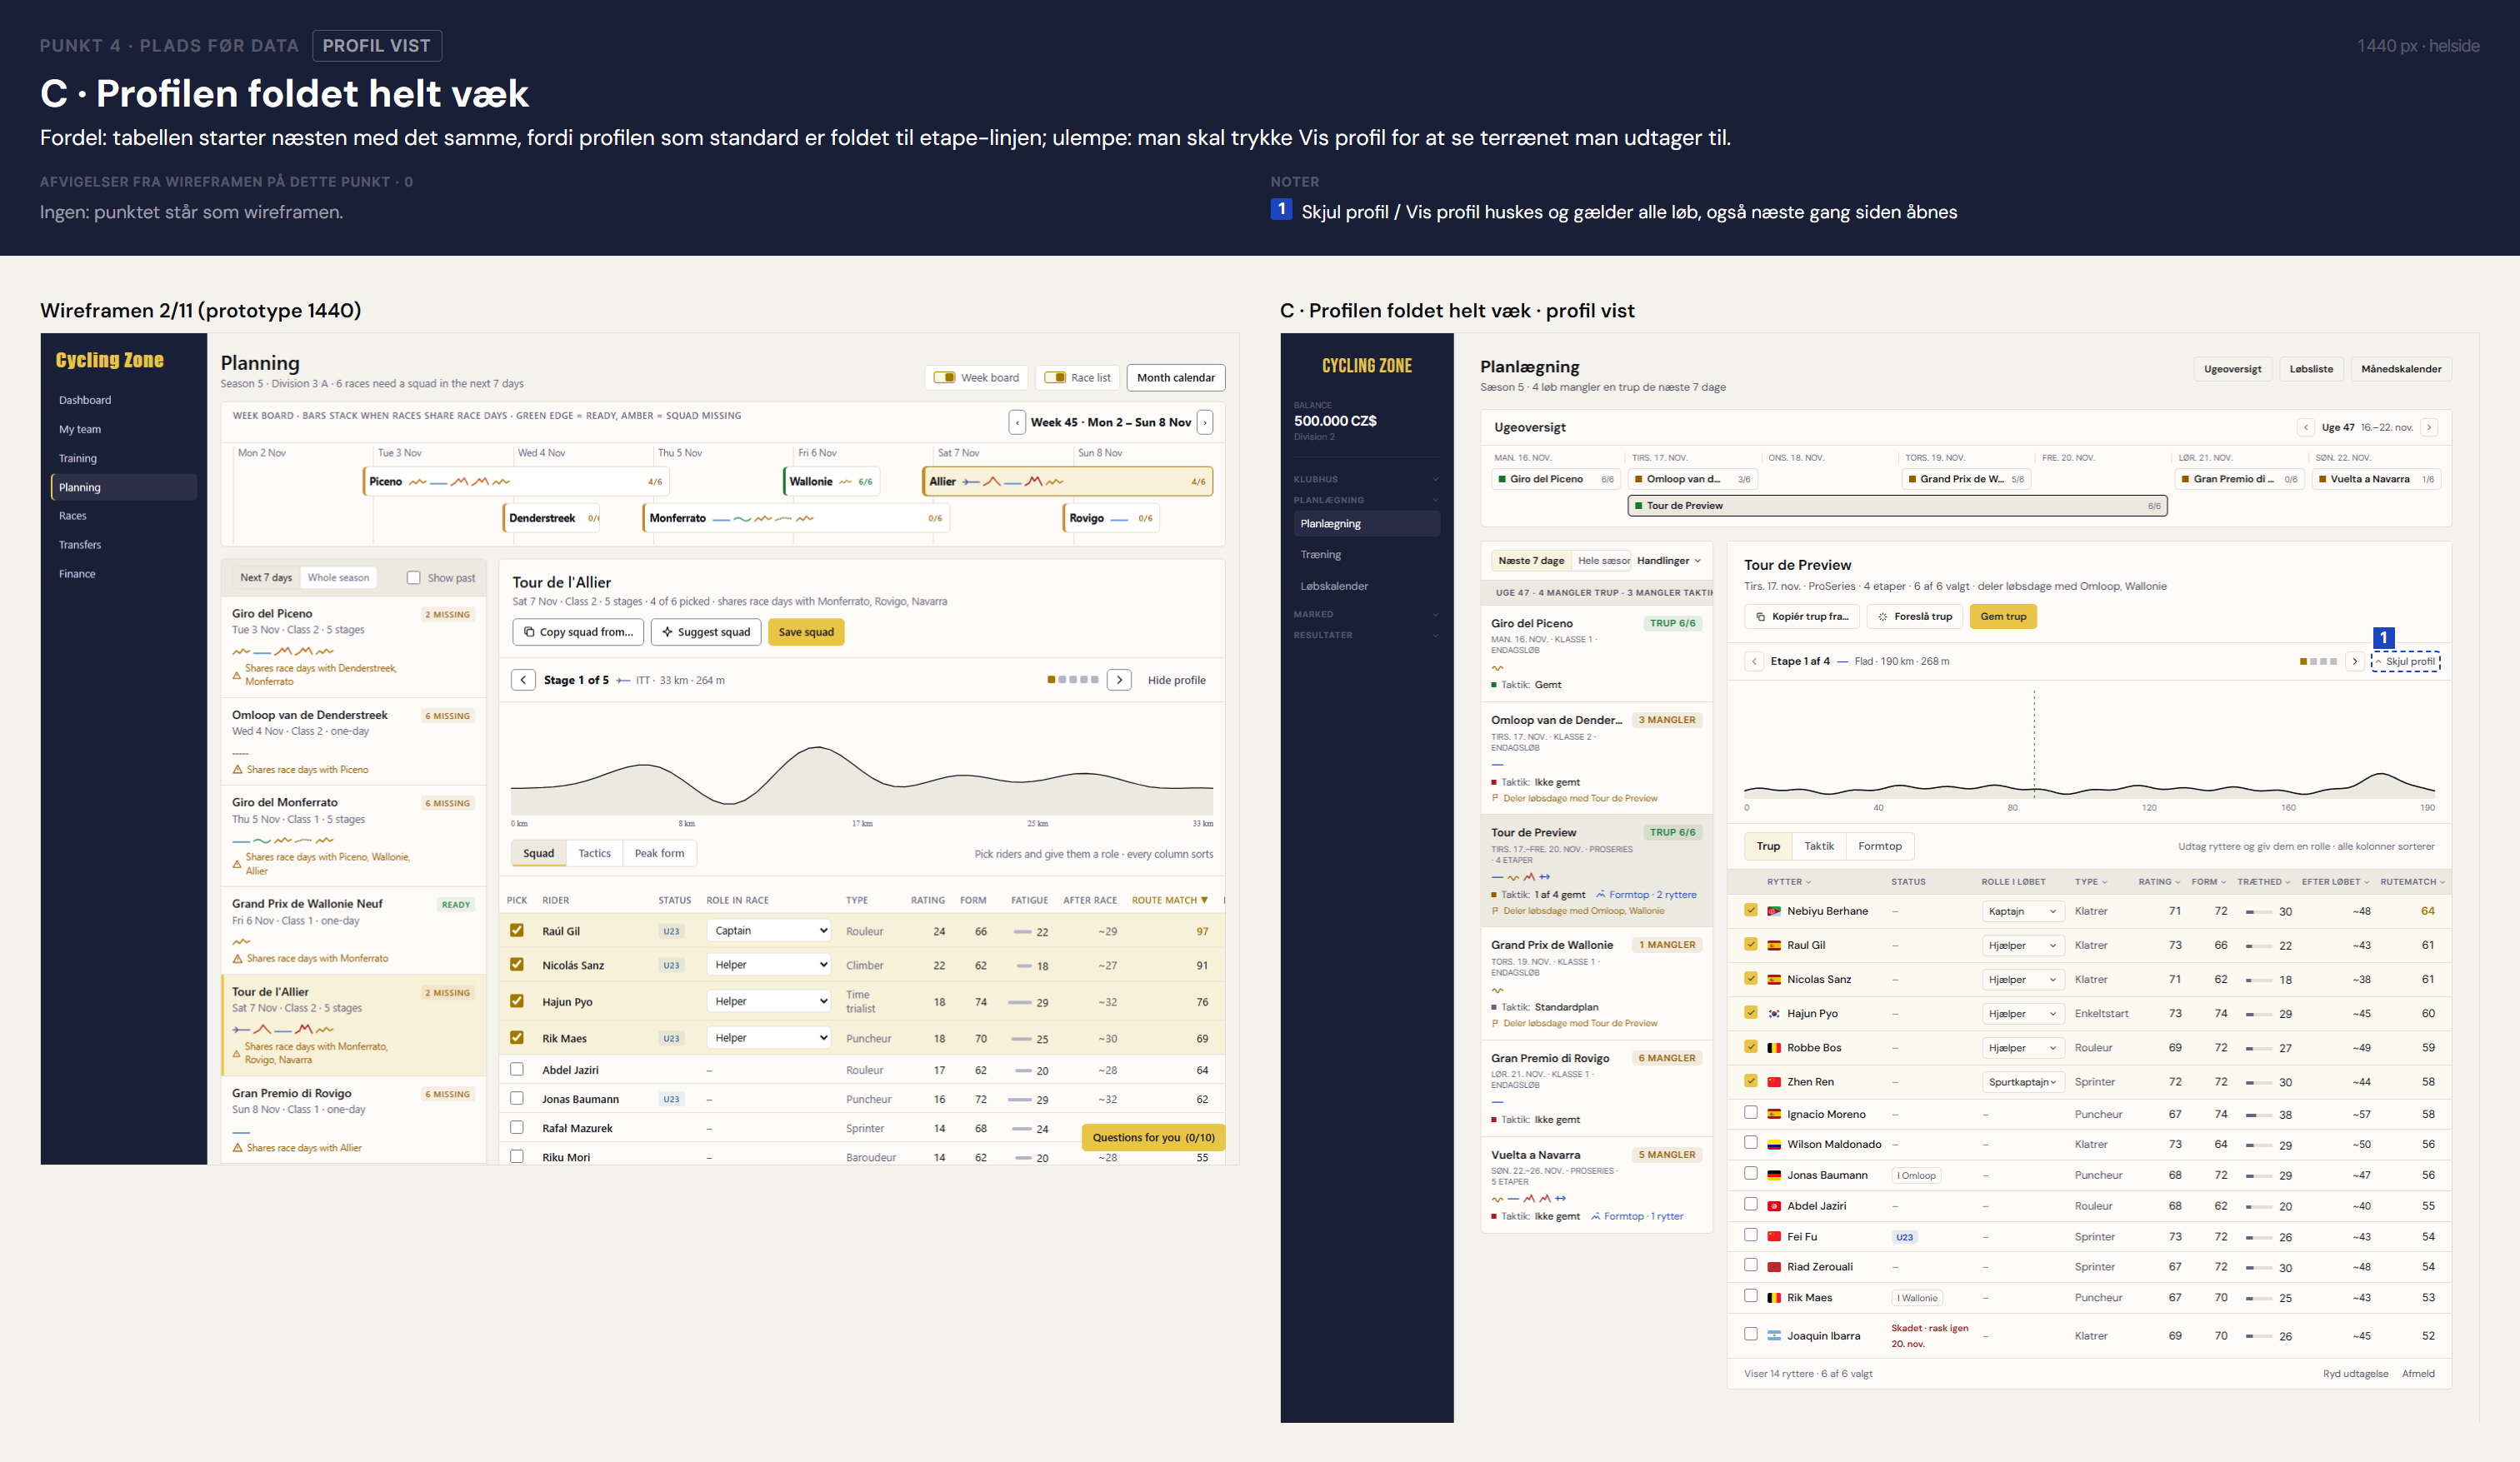 PUNKT 4 · PLADS FØR DATA PROFIL VIST
1440 px · helside
C · Profilen foldet helt væk
Fordel: tabellen starter næsten med det samme, fordi profilen som standard er foldet til etape-linjen; ulempe: man skal trykke Vis profil for at se terrænet man udtager til.
AFVIGELSER FRA WIREFRAMEN PÅ DETTE PUNKT · 0
Ingen: punktet står som wireframen.
NOTER
1 Skjul profil / Vis profil huskes og gælder alle løb, også næste gang siden åbnes
Wireframen 2/11 (prototype 1440)
Cycling Zone
Dashboard
My team
Training
Planning
Races
Transfers
Finance
Planning
Season 5 · Division 3 A · 6 races need a squad in the next 7 days
Week board
Race list
Month calendar
WEEK BOARD · BARS STACK WHEN RACES SHARE RACE DAYS · GREEN EDGE = READY, AMBER = SQUAD MISSING
‹ Week 45 · Mon 2 – Sun 8 Nov ›
Mon 2 Nov Tue 3 Nov Wed 4 Nov Thu 5 Nov Fri 6 Nov Sat 7 Nov Sun 8 Nov
Piceno 4/6 Wallonie 6/6 Allier 4/6
Denderstreek 0/6 Monferrato 0/6 Rovigo 0/6
Next 7 days Whole season Show past
Giro del Piceno 2 MISSING
Tue 3 Nov · Class 2 · 5 stages
Shares race days with Denderstreek,
Monferrato
Omloop van de Denderstreek 6 MISSING
Wed 4 Nov · Class 2 · one-day
Shares race days with Piceno
Giro del Monferrato 6 MISSING
Thu 5 Nov · Class 1 · 5 stages
Shares race days with Piceno, Wallonie,
Allier
Grand Prix de Wallonie Neuf READY
Fri 6 Nov · Class 1 · one-day
Shares race days with Monferrato
Tour de l'Allier 2 MISSING
Sat 7 Nov · Class 2 · 5 stages
Shares race days with Monferrato,
Rovigo, Navarra
Gran Premio di Rovigo 6 MISSING
Sun 8 Nov · Class 1 · one-day
Shares race days with Allier
Tour de l'Allier
Sat 7 Nov · Class 2 · 5 stages · 4 of 6 picked · shares race days with Monferrato, Rovigo, Navarra
Copy squad from... Suggest squad Save squad
Stage 1 of 5 ITT · 33 km · 264 m Hide profile
0 km 8 km 17 km 25 km 33 km
Squad Tactics Peak form Pick riders and give them a role · every column sorts
PICK RIDER STATUS ROLE IN RACE TYPE RATING FORM FATIGUE AFTER RACE ROUTE MATCH ▼
Raúl Gil U23 Captain Rouleur 24 66 22 ~29 97
Nicolás Sanz U23 Helper Climber 22 62 18 ~27 91
Hajun Pyo Helper Time trialist 18 74 29 ~32 76
Rik Maes U23 Helper Puncheur 18 70 25 ~30 69
Abdel Jaziri – Rouleur 17 62 20 ~28 64
Jonas Baumann U23 – Puncheur 16 72 29 ~32 62
Rafał Mazurek – Sprinter 14 68 24
Riku Mori – Baroudeur 14 62 20 ~28 55
Questions for you (0/10)
C · Profilen foldet helt væk · profil vist
CYCLING ZONE
BALANCE
500.000 CZ$
Division 2
KLUBHUS
PLANLÆGNING
Planlægning
Træning
Løbskalender
MARKED
RESULTATER
Planlægning
Sæson 5 · 4 løb mangler en trup de næste 7 dage
Ugeoversigt Løbsliste Månedskalender
Ugeoversigt
‹ Uge 47 16.–22. nov. ›
MAN. 16. NOV. TIRS. 17. NOV. ONS. 18. NOV. TORS. 19. NOV. FRE. 20. NOV. LØR. 21. NOV. SØN. 22. NOV.
Giro del Piceno 6/6 Omloop van d... 3/6 Grand Prix de W... 5/6 Gran Premio di ... 0/6 Vuelta a Navarra 1/6
Tour de Preview 6/6
Næste 7 dage Hele sæson Handlinger
UGE 47 · 4 MANGLER TRUP · 3 MANGLER TAKTIK
Giro del Piceno TRUP 6/6
MAN. 16. NOV. · KLASSE 1 ·
ENDAGSLØB
Taktik: Gemt
Omloop van de Dender... 3 MANGLER
TIRS. 17. NOV. · KLASSE 2 ·
ENDAGSLØB
Taktik: Ikke gemt
Deler løbsdage med Tour de Preview
Tour de Preview TRUP 6/6
TIRS. 17.–FRE. 20. NOV. · PROSERIES
· 4 ETAPER
Taktik: 1 af 4 gemt Formtop · 2 ryttere
Deler løbsdage med Omloop, Wallonie
Grand Prix de Wallonie 1 MANGLER
TORS. 19. NOV. · KLASSE 1 ·
ENDAGSLØB
Taktik: Standardplan
Deler løbsdage med Tour de Preview
Gran Premio di Rovigo 6 MANGLER
LØR. 21. NOV. · KLASSE 1 ·
ENDAGSLØB
Taktik: Ikke gemt
Vuelta a Navarra 5 MANGLER
SØN. 22.–26. NOV. · PROSERIES ·
5 ETAPER
Taktik: Ikke gemt Formtop · 1 rytter
Tour de Preview
Tirs. 17. nov. · ProSeries · 4 etaper · 6 af 6 valgt · deler løbsdage med Omloop, Wallonie
Kopiér trup fra... Foreslå trup Gem trup
1
Etape 1 af 4 Flad · 190 km · 268 m Skjul profil
0 40 80 120 160 190
Trup Taktik Formtop Udtag ryttere og giv dem en rolle · alle kolonner sorterer
RYTTER STATUS ROLLE I LØBET TYPE RATING FORM TRÆTHED EFTER LØBET RUTEMATCH
Nebiyu Berhane – Kaptajn Klatrer 71 72 30 ~48 64
Raul Gil – Hjælper Klatrer 73 66 22 ~43 61
Nicolas Sanz – Hjælper Klatrer 71 62 18 ~38 61
Hajun Pyo – Hjælper Enkeltstart 73 74 29 ~45 60
Robbe Bos – Hjælper Rouleur 69 72 27 ~49 59
Zhen Ren – Spurtkaptajn Sprinter 72 72 30 ~44 58
Ignacio Moreno – – Puncheur 67 74 38 ~57 58
Wilson Maldonado – – Klatrer 73 64 29 ~50 56
Jonas Baumann I Omloop – Puncheur 68 72 29 ~47 56
Abdel Jaziri – – Rouleur 68 62 20 ~40 55
Fei Fu U23 – Sprinter 73 72 26 ~43 54
Riad Zerouali – – Sprinter 67 72 30 ~48 54
Rik Maes I Wallonie – Puncheur 67 70 25 ~43 53
Joaquin Ibarra Skadet · rask igen 20. nov. – Klatrer 69 70 26 ~45 52
Viser 14 ryttere · 6 af 6 valgt Ryd udtagelse Afmeld